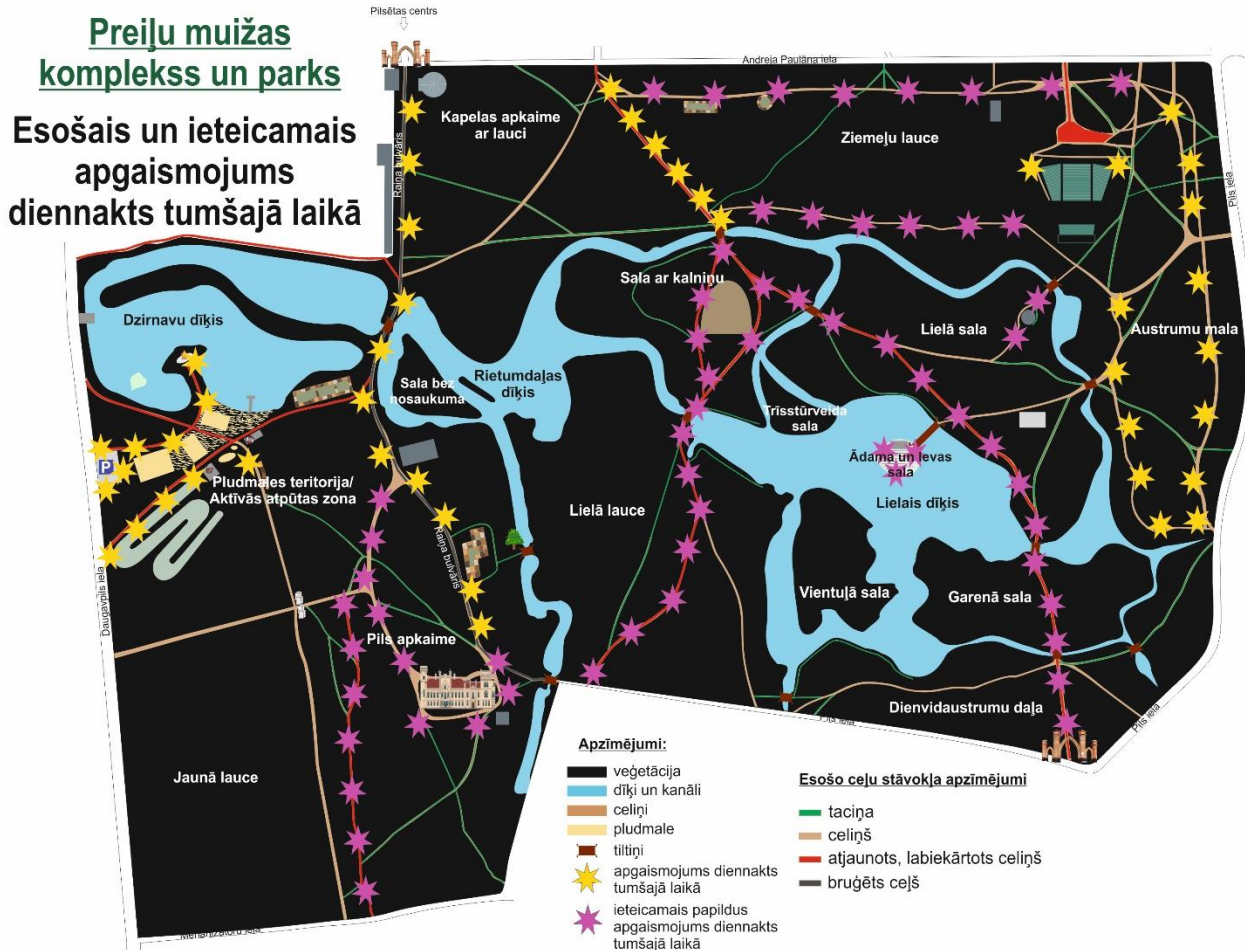 Preiļu muižas
komplekss un parks
Esošais un ieteicamais
apgaismojums
diennakts tumšajā laikā
Pilsētas centrs
Andreja Paulāna iela
Kapelas apkaime
ar lauci
Ziemeļu lauce
Raiņa bulvāris
Pils iela
Sala ar kalniņu
Dzirnavu dīķis
Lielā sala
Austrumu mala
Sala bez
nosaukuma
Rietumdaļas
dīķis
Trīsstūrveida
sala
Ādama un Ievas
sala
P
Pludmales teritorija/
Aktīvās atpūtas zona
Lielā lauce
Lielais dīķis
Raiņa bulvāris
Daugavpils iela
Vientuļā sala
Garenā sala
Pils apkaime
Dienvidaustrumu daļa
Pils iela
Pils iela
Jaunā lauce
Mehanizatoru iela
Apzīmējumi:
veģetācija
dīķi un kanāli
celiņi
pludmale
tiltiņi
apgaismojums diennakts
tumšajā laikā
ieteicamais papildus
apgaismojums diennakts
tumšajā laikā
Esošo ceļu stāvokļa apzīmējumi
taciņa
celiņš
atjaunots, labiekārtots celiņš
bruģēts ceļš